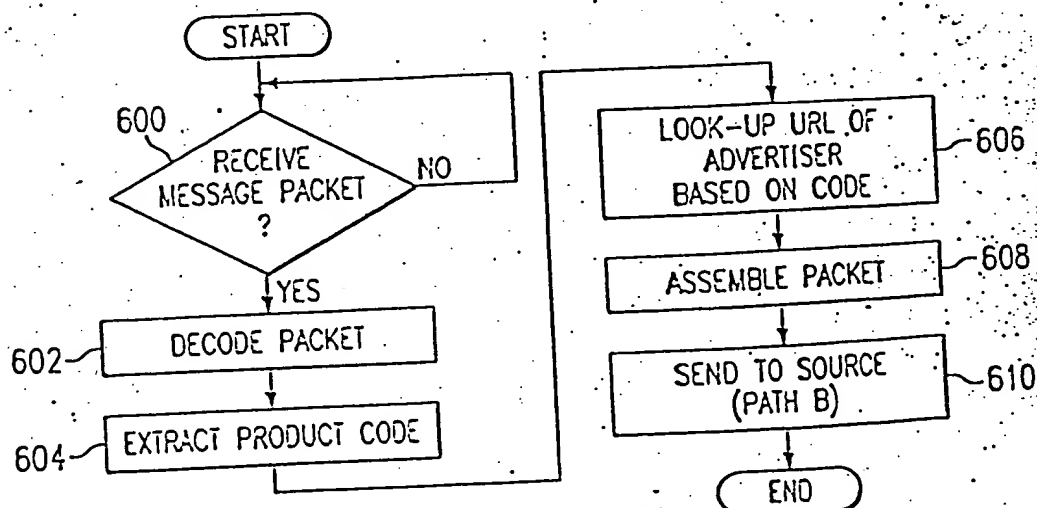 START
600
RECEIVE
MESSAGE PACKET
?
NO
YES
602
DECODE PACKET
604
EXTRACT PRODUCT CODE
LOOK-UP URL OF
ADVERTISER
BASED ON CODE
606
ASSEMBLE PACKET
608
SEND TO SOURCE
(PATH B)
610
END